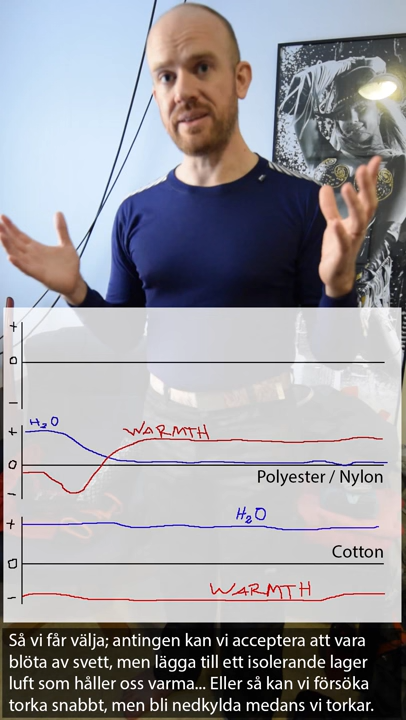 +
0
-
H₂O
+
WARMTH
0
Polyester / Nylon
-
+
H₂O
Cotton
0
-
WARMTH
Så vi får välja; antingen kan vi acceptera att vara
blöta av svett, men lägga till ett isolerande lager
luft som håller oss varma... Eller så kan vi försöka
torka snabbt, men bli nedkylda medans vi torkar.